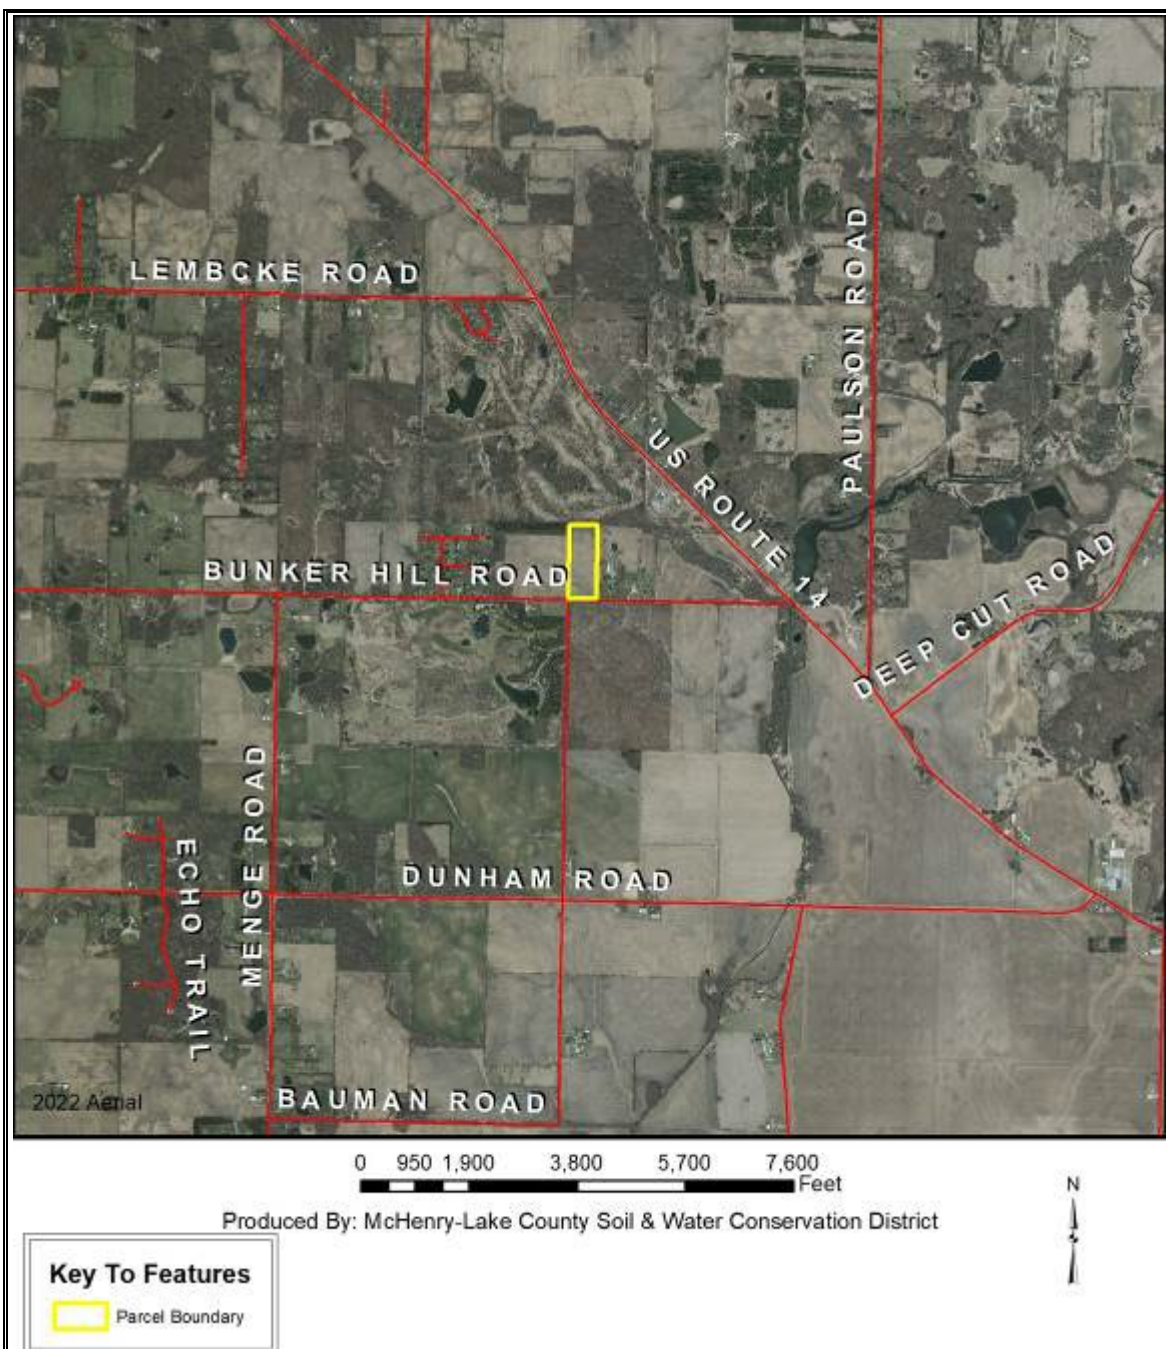 LEMBCKE ROAD
PAULSON ROAD
US ROUTE 14
BUNKER HILL ROAD
DEEP CUT ROAD
MENGE ROAD
ECHO TRAIL
DUNHAM ROAD
BAUMAN ROAD
2022 Aerial
0 950 1,900 3,800 5,700 7,600
Feet
N
Produced By: McHenry-Lake County Soil & Water Conservation District
Key To Features
Parcel Boundary